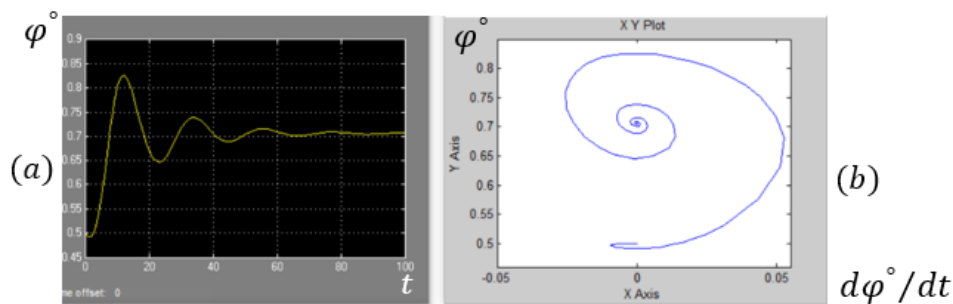 φ°
0.9
0.85
0.8
0.75
0.7
0.65
0.6
0.55
0.5
0.45
0 20 40 60 80 100
t
me offset: 0
(a)
X Y Plot
φ°
0.8
0.75
0.7
0.65
0.6
0.55
0.5
-0.05 0 0.05
Y Axis
X Axis
(b)
dφ°/dt